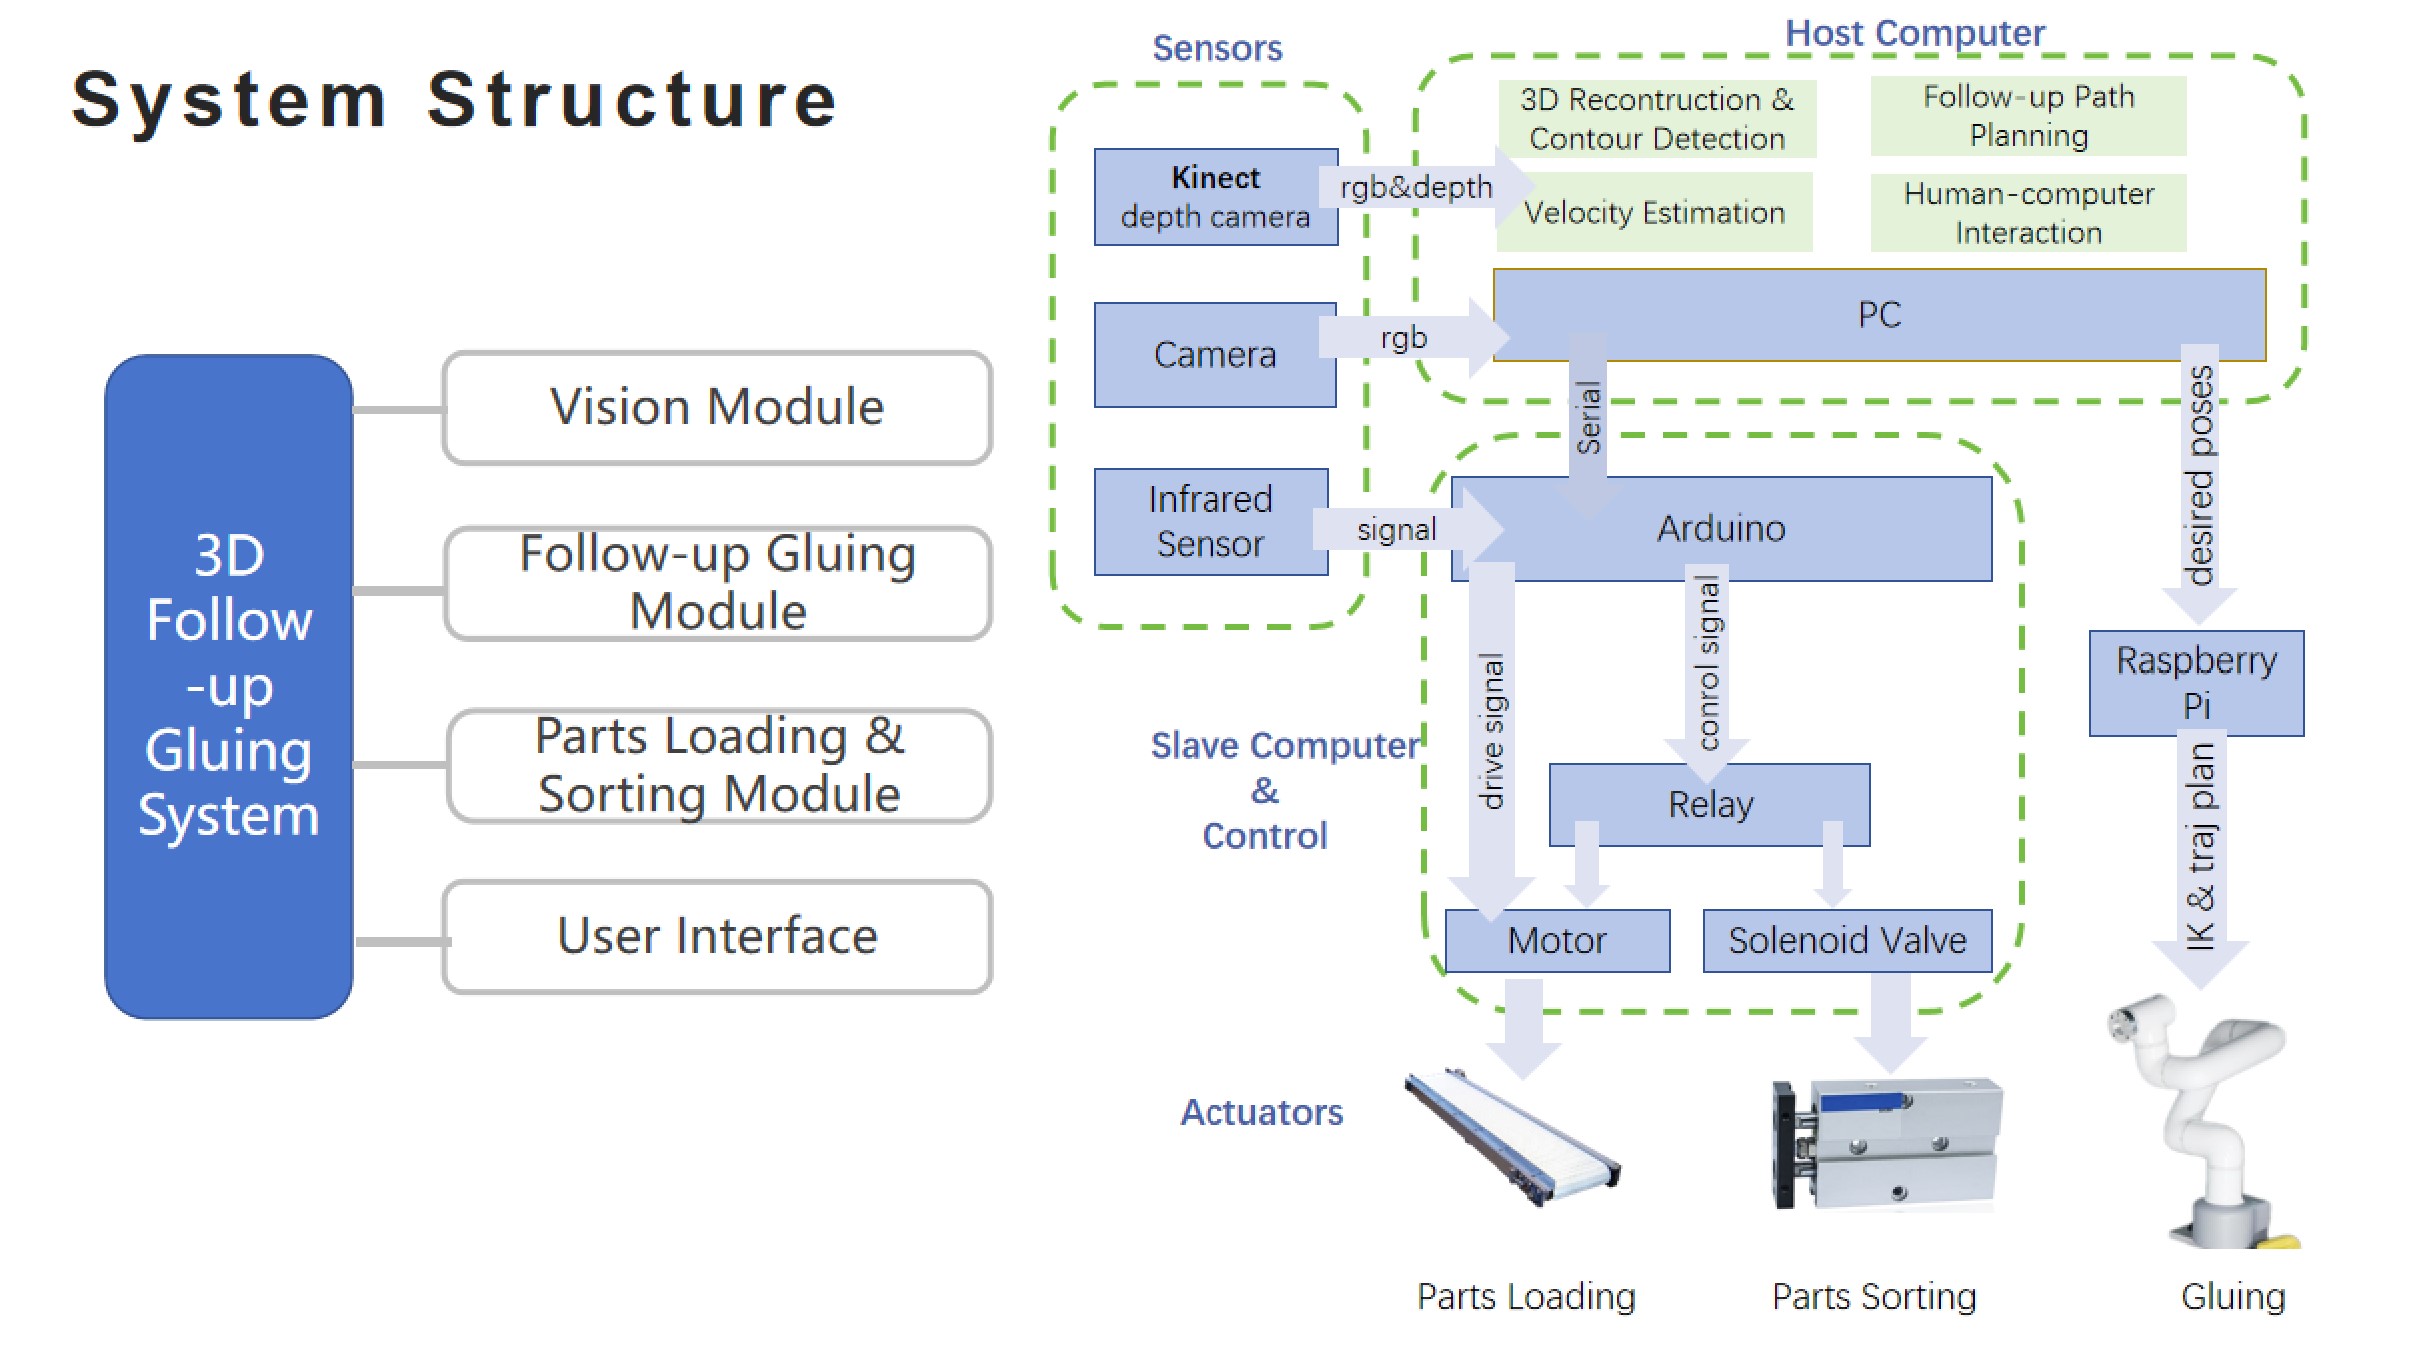 System Structure
3D
Follow
-up
Gluing
System
Vision Module
Follow-up Gluing
Module
Parts Loading &
Sorting Module
User Interface
Sensors
Kinect
depth camera
Camera
Infrared
Sensor
rgb&depth
rgb
signal
Host Computer
3D Recontruction &
Contour Detection
Follow-up Path
Planning
Velocity Estimation
Human-computer
Interaction
PC
Serial
desired poses
Arduino
drive signal
conrol signal
Raspberry
Pi
Slave Computer
&
Control
Relay
IK & traj plan
Motor
Solenoid Valve
Actuators
Parts Loading
Parts Sorting
Gluing